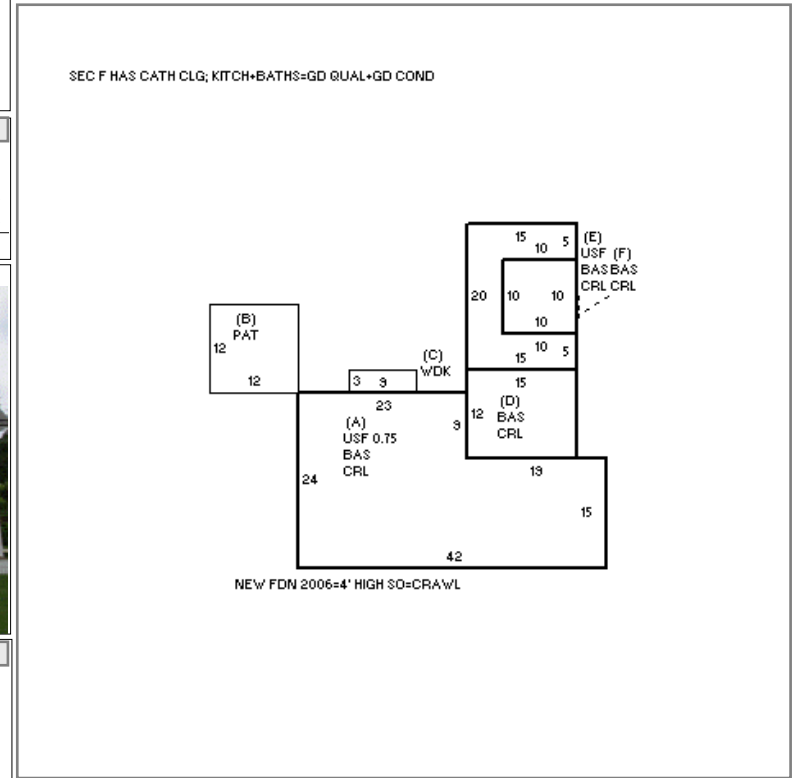 SEC F HAS CATH CLG; KITCH+BATHS=GD QUAL+GD COND
15
10 5
(E)
USF (F)
BAS BAS
CRL CRL
20 10 10
10
10 5
15
(B)
PAT
12
12
(C)
WDK
3 9
23
15
(D)
BAS
CRL
12
9
(A)
USF 0.75
BAS
CRL
24
19
15
42
NEW FDN 2006=4' HIGH SO=CRAWL